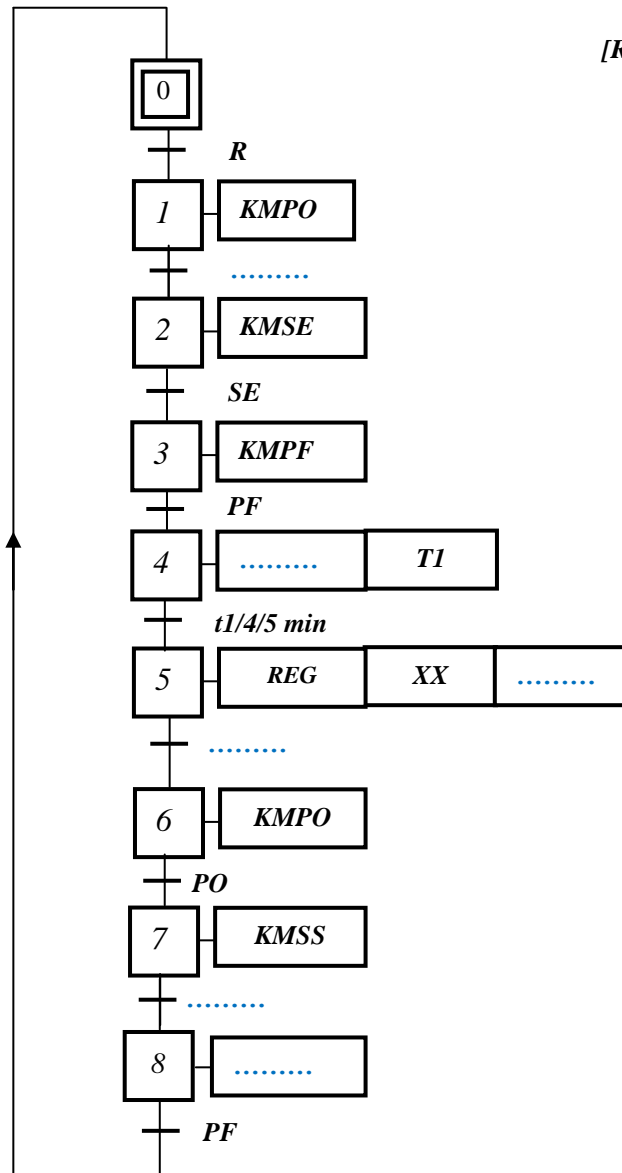 [K
0
R
1 KMPO
.........
2 KMSE
SE
3 KMPF
PF
4 ......... T1
t1/4/5 min
5 REG XX .........
.........
6 KMPO
PO
7 KMSS
.........
8 .........
PF